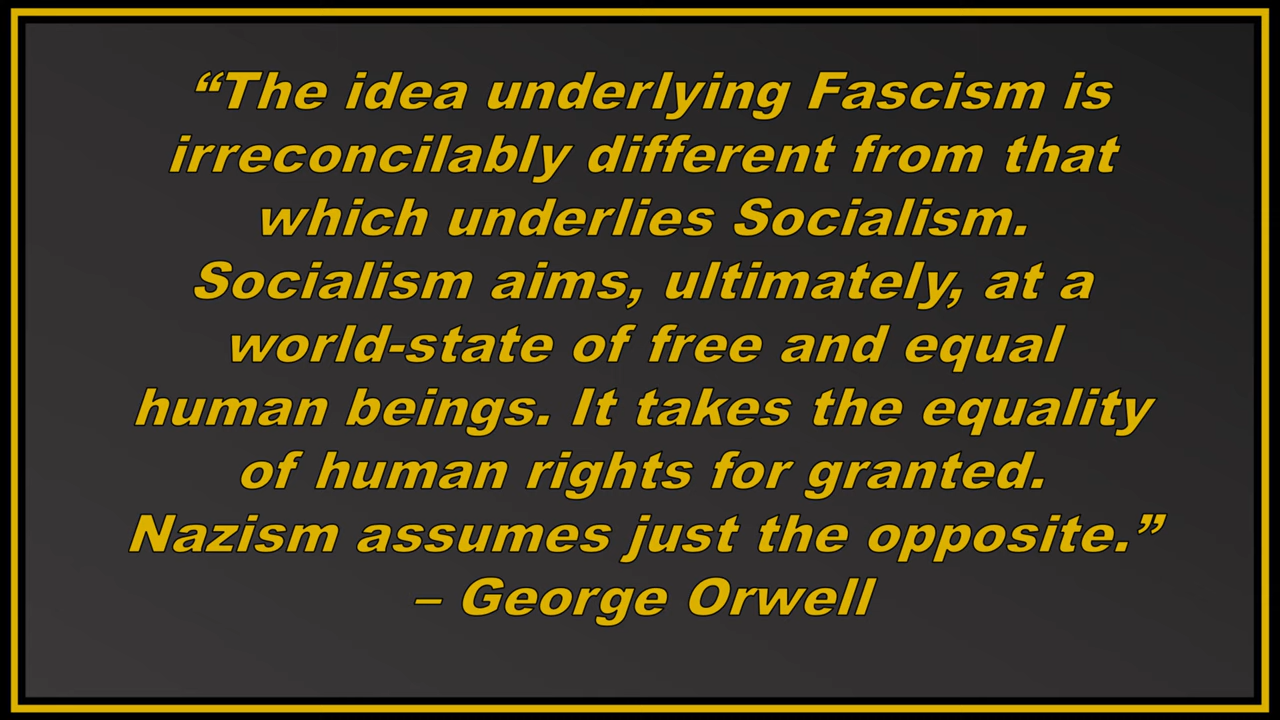 “The idea underlying Fascism is
irreconcilably different from that
which underlies Socialism.
Socialism aims, ultimately, at a
world-state of free and equal
human beings. It takes the equality
of human rights for granted.
Nazism assumes just the opposite.”
– George Orwell